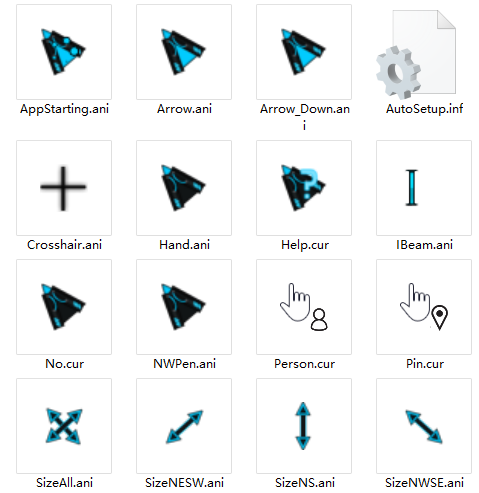 AppStarting.ani
Arrow.ani
Arrow_Down.an
i
AutoSetup.inf
Crosshair.ani
Hand.ani
Help.cur
IBeam.ani
No.cur
NWPen.ani
Person.cur
Pin.cur
SizeAll.ani
SizeNESW.ani
SizeNS.ani
SizeNWSE.ani